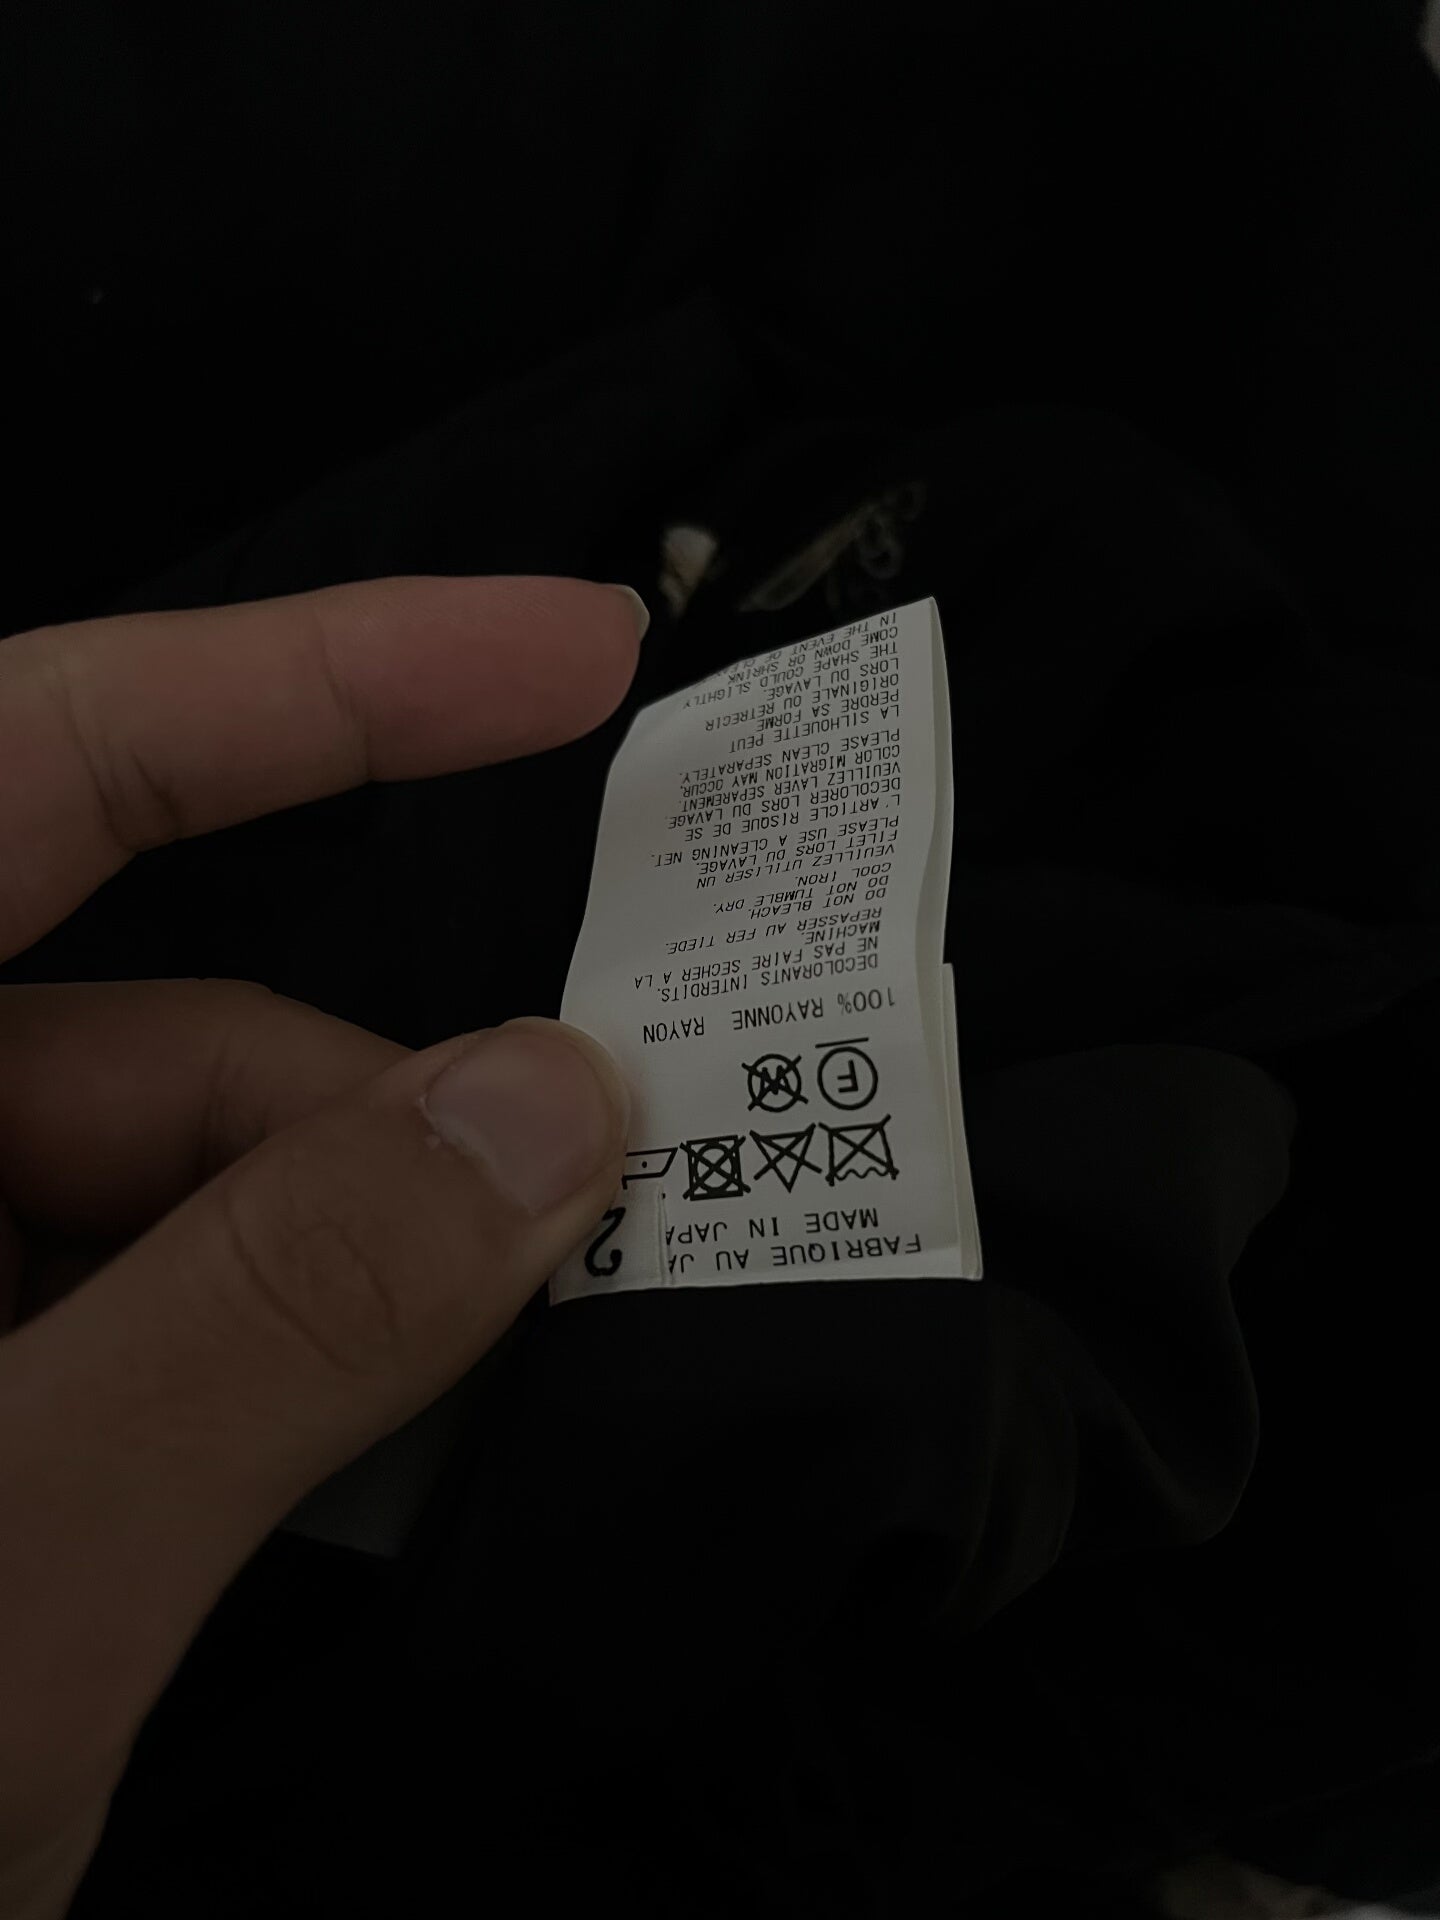 FABRIQUE AU JA
MADE IN JAPA
2
F
W
100% RAYONNE RAYON
DECOLORANTS INTERDITS.
NE PAS FAIRE SECHER A LA
MACHINE.
REPASSER AU FER TIEDE.
DO NOT BLEACH.
DO NOT TUMBLE DRY.
COOL IRON.
VEUILLEZ UTILISER UN
FILET LORS DU LAVAGE.
PLEASE USE A CLEANING NET.
L'ARTICLE RISQUE DE SE
DECOLORER LORS DU LAVAGE.
VEUILLEZ LAVER SEPAREMENT.
COLOR MIGRATION MAY OCCUR.
PLEASE CLEAN SEPARATELY.
LA SILHOUETTE PEUT
PERDRE SA FORME
ORIGINALE OU RETRECIR
LORS DU LAVAGE.
THE SHAPE COULD SLIGHTLY
COME DOWN OR SHRINK
IN THE EVENT OF